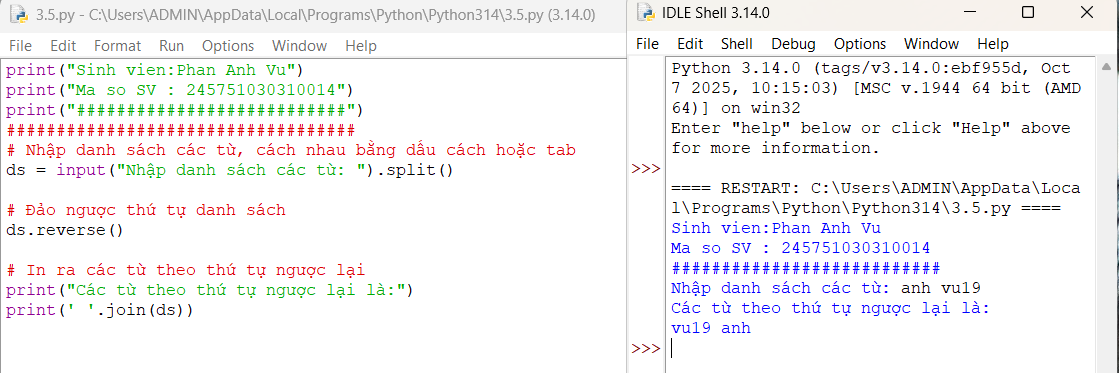 3.5.py - C:\Users\ADMIN\AppData\Local\Programs\Python\Python314\3.5.py (3.14.0)
File Edit Format Run Options Window Help
print("Sinh vien:Phan Anh Vu")
print("Ma so SV : 245751030310014")
print("###########################")
###################################
# Nhập danh sách các từ, cách nhau bằng dấu cách hoặc tab
ds = input("Nhập danh sách các từ: ").split()
# Đảo ngược thứ tự danh sách
ds.reverse()
# In ra các từ theo thứ tự ngược lại
print("Các từ theo thứ tự ngược lại là:")
print(' '.join(ds))
IDLE Shell 3.14.0
File Edit Shell Debug Options Window Help
Python 3.14.0 (tags/v3.14.0:ebf955d, Oct
7 2025, 10:15:03) [MSC v.1944 64 bit (AMD
64)] on win32
Enter "help" below or click "Help" above
for more information.
>>>
==== RESTART: C:\Users\ADMIN\AppData\Loca
l\Programs\Python\Python314\3.5.py ====
Sinh vien:Phan Anh Vu
Ma so SV : 245751030310014
###########################
Nhập danh sách các từ: anh vu19
Các từ theo thứ tự ngược lại là:
vu19 anh
>>>